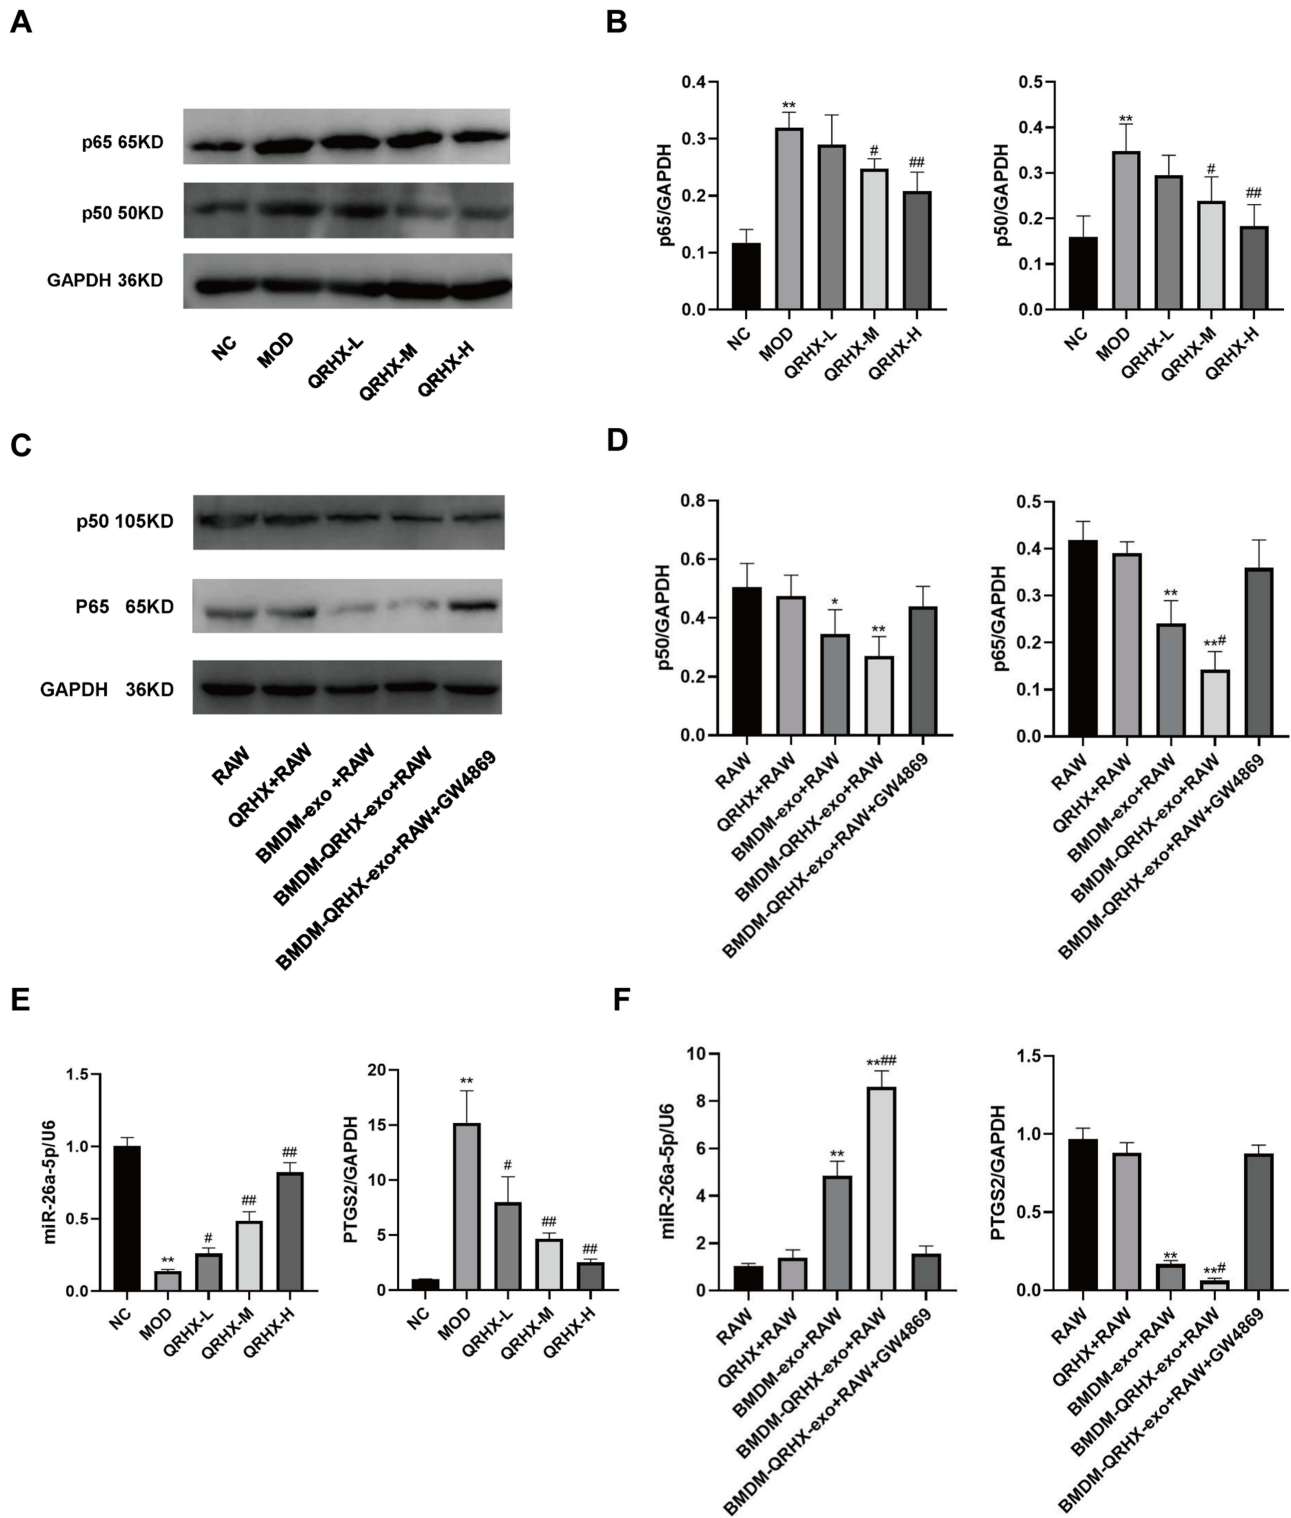 A
p65 65KD
p50 50KD
GAPDH 36KD
NC
MOD
QRHX-L
QRHX-M
QRHX-H
B
p65/GAPDH
0.4
0.3
0.2
0.1
0.0
**
#
##
NC
MOD
QRHX-L
QRHX-M
QRHX-H
p50/GAPDH
0.5
0.4
0.3
0.2
0.1
0.0
**
#
##
NC
MOD
QRHX-L
QRHX-M
QRHX-H
C
p50 105KD
P65 65KD
GAPDH 36KD
RAW
QRHX+RAW
BMDM-exo +RAW
BMDM-QRHX-exo+RAW
BMDM-QRHX-exo+RAW+GW4869
D
p50/GAPDH
0.8
0.6
0.4
0.2
0.0
*
**
RAW
QRHX+RAW
BMDM-exo+RAW
BMDM-QRHX-exo+RAW
BMDM-QRHX-exo+RAW+GW4869
p65/GAPDH
0.5
0.4
0.3
0.2
0.1
0.0
**
**#
RAW
QRHX+RAW
BMDM-exo+RAW
BMDM-QRHX-exo+RAW
BMDM-QRHX-exo+RAW+GW4869
E
miR-26a-5p/U6
1.5
1.0
0.5
0.0
**
#
##
##
NC
MOD
QRHX-L
QRHX-M
QRHX-H
PTGS2/GAPDH
20
15
10
5
0
**
#
##
##
NC
MOD
QRHX-L
QRHX-M
QRHX-H
F
miR-26a-5p/U6
10
8
6
4
2
0
**
**##
RAW
QRHX+RAW
BMDM-exo+RAW
BMDM-QRHX-exo+RAW
BMDM-QRHX-exo+RAW+GW4869
PTGS2/GAPDH
1.5
1.0
0.5
0.0
**
**#
RAW
QRHX+RAW
BMDM-exo+RAW
BMDM-QRHX-exo+RAW
BMDM-QRHX-exo+RAW+GW4869